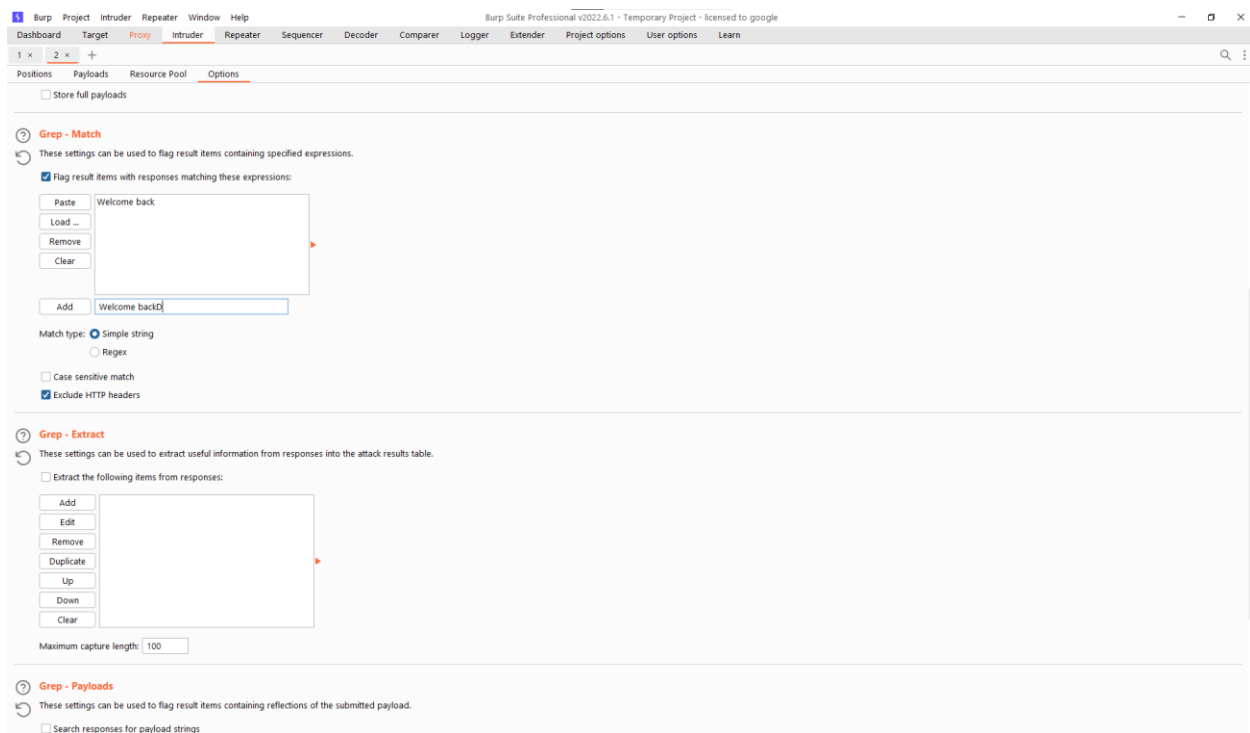 Burp Project Intruder Repeater Window Help Burp Suite Professional v2022.6.1 - Temporary Project - licensed to google
Dashboard Target Proxy Intruder Repeater Sequencer Decoder Comparer Logger Extender Project options User options Learn
1 × 2 × +
Positions Payloads Resource Pool Options
Store full payloads
Grep - Match
These settings can be used to flag result items containing specified expressions.
Flag result items with responses matching these expressions:
Paste Welcome back
Load ...
Remove
Clear
Add Welcome backD
Match type: Simple string
Regex
Case sensitive match
Exclude HTTP headers
Grep - Extract
These settings can be used to extract useful information from responses into the attack results table.
Extract the following items from responses:
Add
Edit
Remove
Duplicate
Up
Down
Clear
Maximum capture length: 100
Grep - Payloads
These settings can be used to flag result items containing reflections of the submitted payload.
Search responses for payload strings